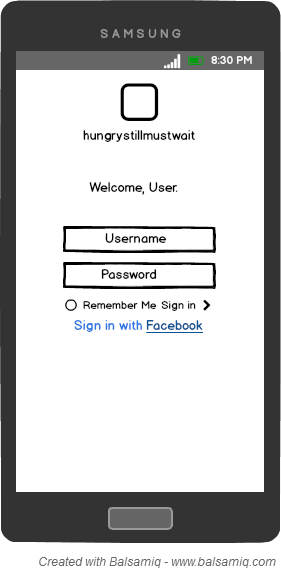 SAMSUNG
8:30 PM
hungrystillmustwait
Welcome, User.
Username
Password
Remember Me Sign in
Sign in with Facebook
Created with Balsamiq - www.balsamiq.com